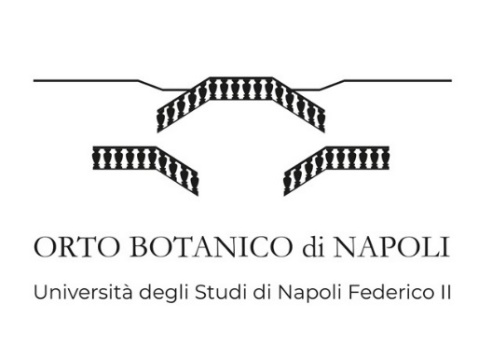 ORTO BOTANICO di NAPOLI
Università degli Studi di Napoli Federico II